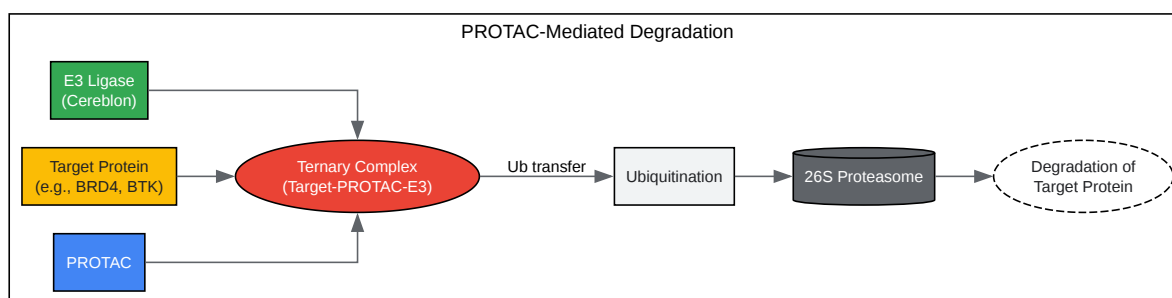 PROTAC-Mediated Degradation
E3 Ligase
(Cereblon)
Target Protein
(e.g., BRD4, BTK)
PROTAC
Ternary Complex
(Target-PROTAC-E3)
Ub transfer
Ubiquitination
26S Proteasome
Degradation of
Target Protein